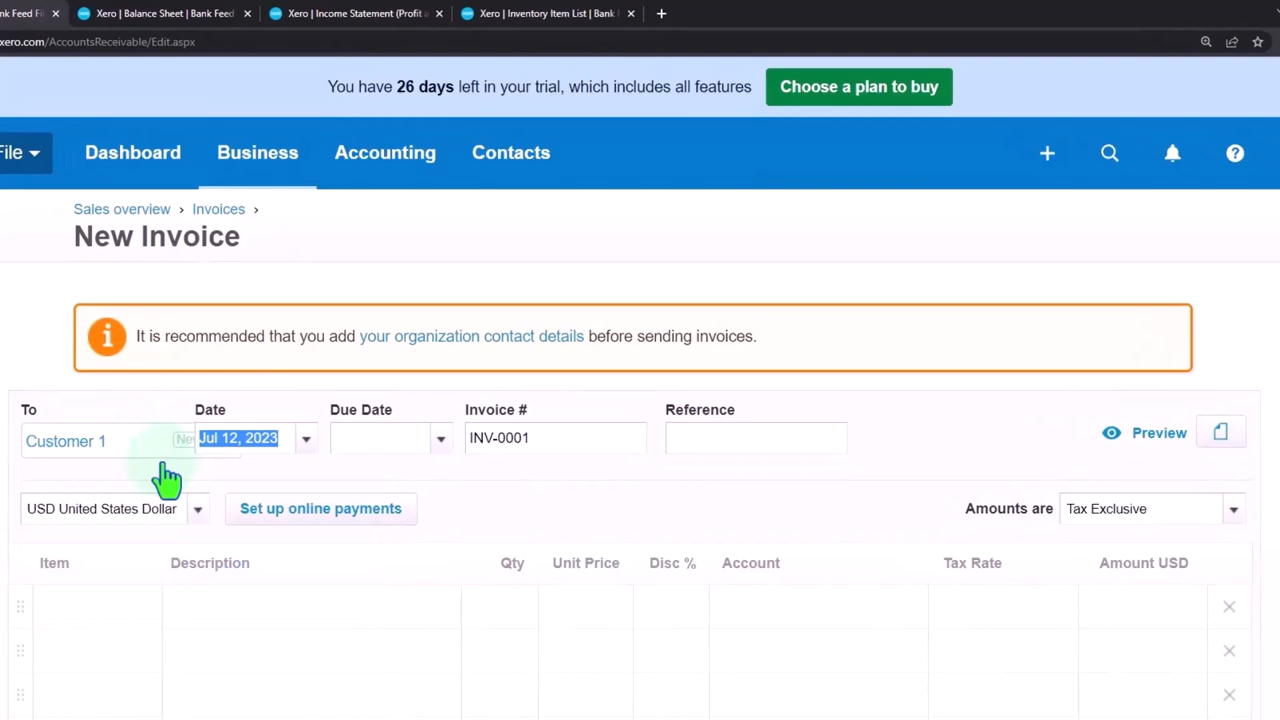 nk Feed Fi
Xero | Balance Sheet | Bank Feed
Xero | Income Statement (Profit a
Xero | Inventory Item List | Bank
xero.com/AccountsReceivable/Edit.aspx
You have 26 days left in your trial, which includes all features
Choose a plan to buy
File
Dashboard
Business
Accounting
Contacts
Sales overview › Invoices ›
New Invoice
It is recommended that you add your organization contact details before sending invoices.
To
Date
Due Date
Invoice #
Reference
Customer 1
Ne
Jul 12, 2023
INV-0001
Preview
USD United States Dollar
Set up online payments
Amounts are
Tax Exclusive
Item
Description
Qty
Unit Price
Disc %
Account
Tax Rate
Amount USD